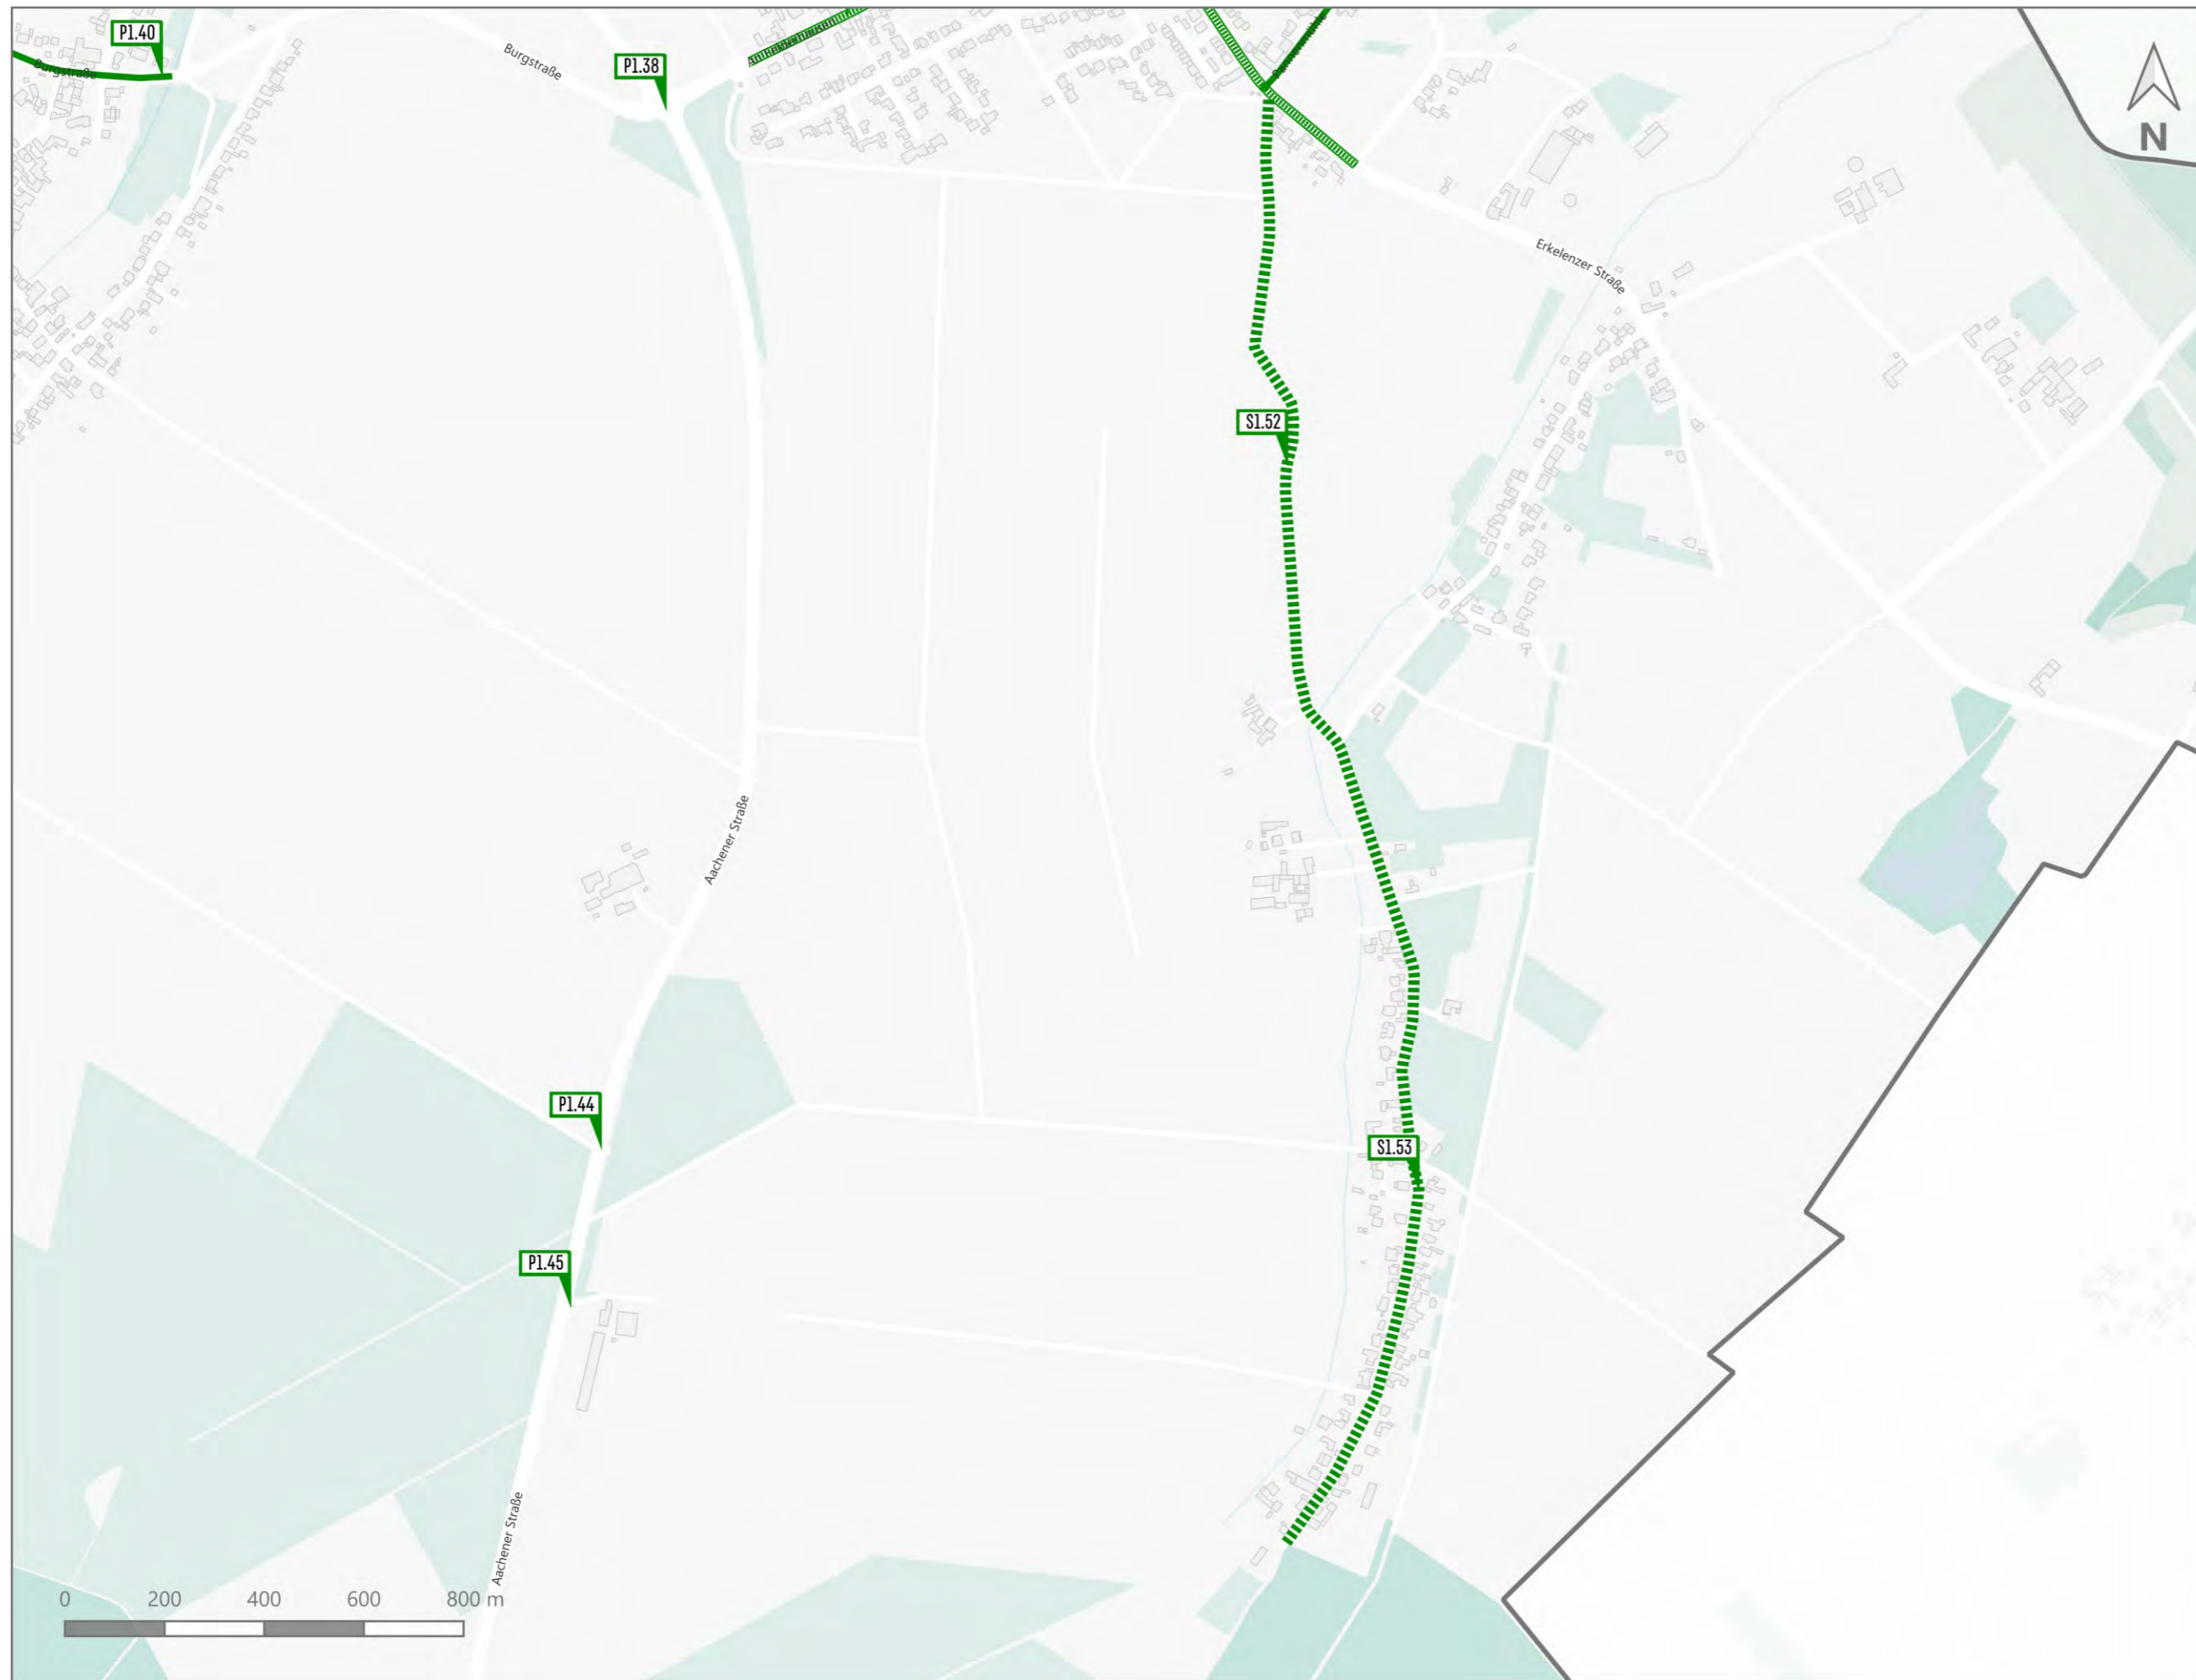 P1.40
Burgstraße
Burgstraße
P1.38
N
Erkelenzer Straße
S1.52
Aachener Straße
P1.44
S1.53
P1.45
Aachener Straße
0 200 400 600 800 m